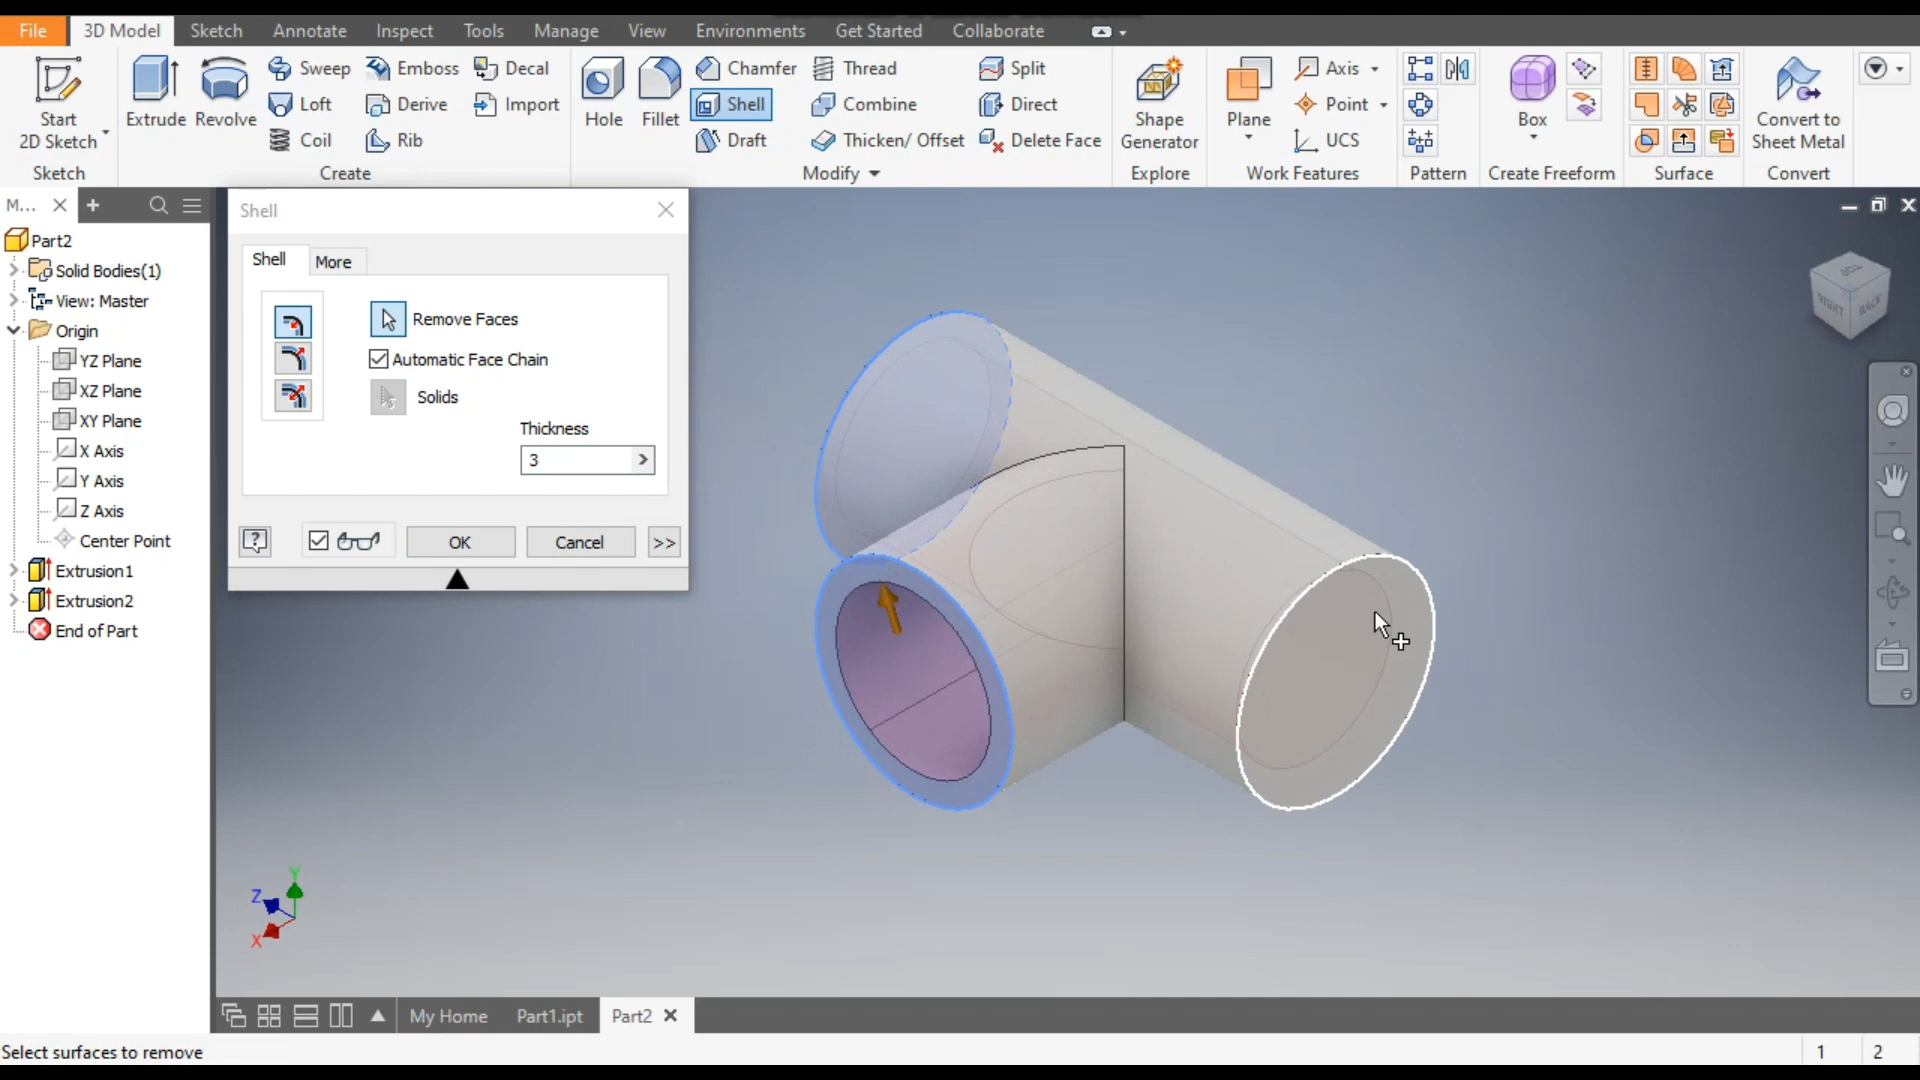 File 3D Model Sketch Annotate Inspect Tools Manage View Environments Get Started Collaborate
Start
2D Sketch
Sketch
Extrude
Revolve
Sweep
Loft
Coil
Emboss
Derive
Rib
Decal
Import
Create
Hole
Fillet
Chamfer
Shell
Draft
Thread
Combine
Thicken/ Offset
Split
Direct
Delete Face
Modify
Shape
Generator
Explore
Plane
Axis
Point
UCS
Work Features
Pattern
Box
Create Freeform
Surface
Convert to
Sheet Metal
Convert
M...
Part2
Solid Bodies(1)
View: Master
Origin
YZ Plane
XZ Plane
XY Plane
X Axis
Y Axis
Z Axis
Center Point
Extrusion1
Extrusion2
End of Part
Shell
Shell More
Remove Faces
Automatic Face Chain
Solids
Thickness
3
OK Cancel >>
TOP
RIGHT BACK
Y
Z
X
My Home Part1.ipt Part2
Select surfaces to remove
1 2